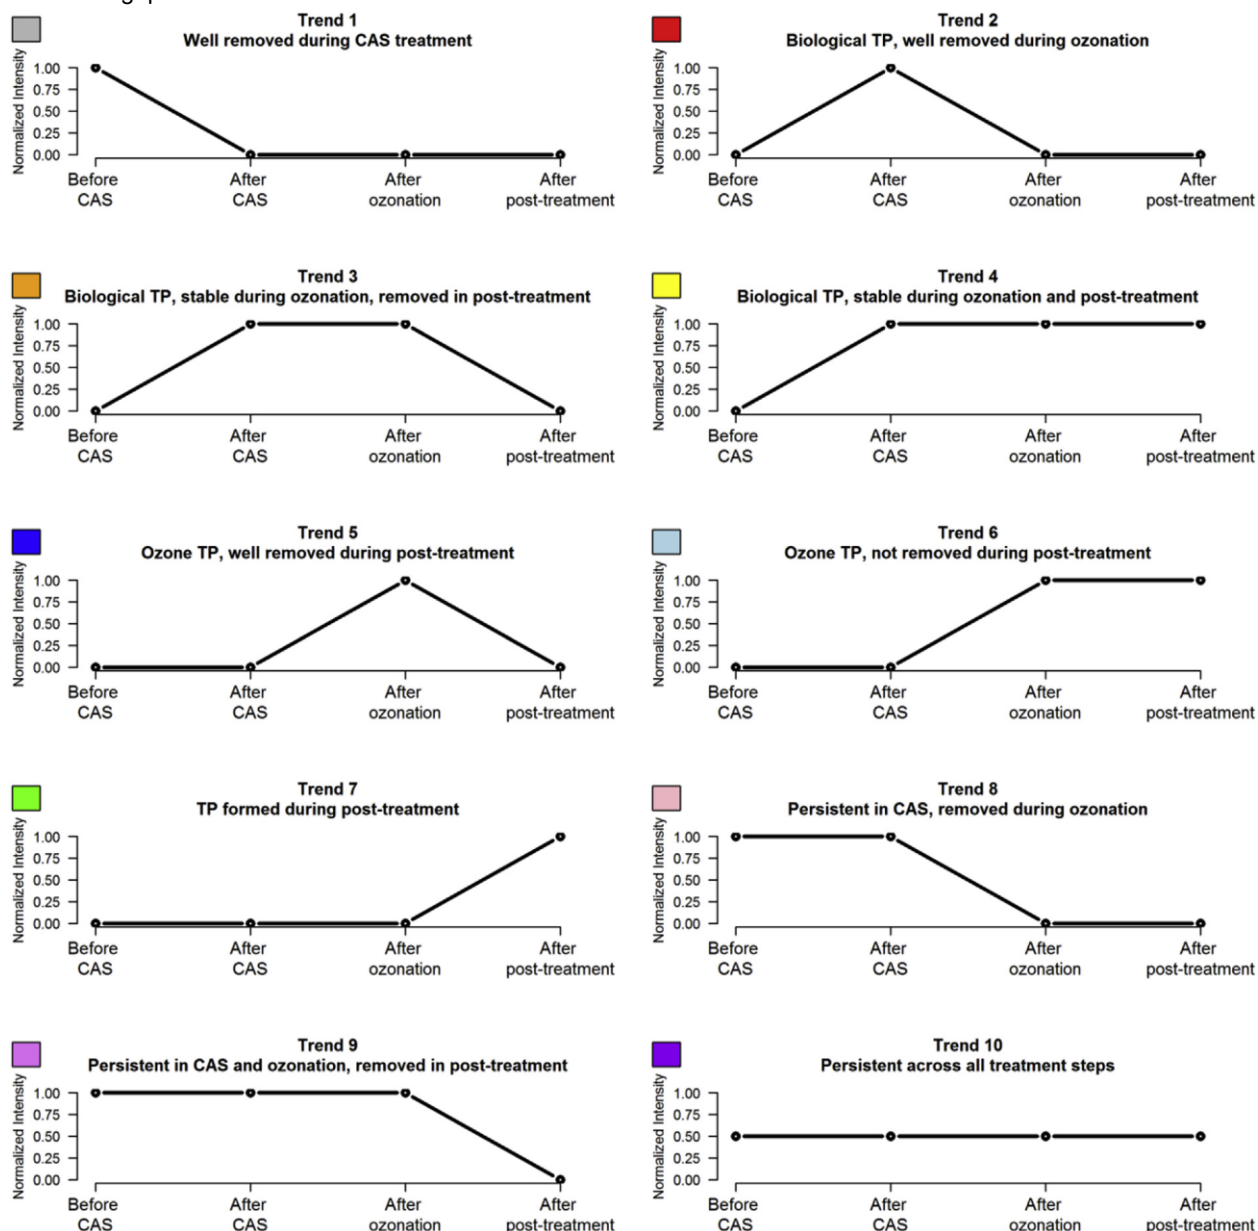 Trend 1
Well removed during CAS treatment
Normalized Intensity
1.00
0.75
0.50
0.25
0.00
Before CAS
After CAS
After ozonation
After post-treatment
Trend 2
Biological TP, well removed during ozonation
Normalized Intensity
1.00
0.75
0.50
0.25
0.00
Before CAS
After CAS
After ozonation
After post-treatment
Trend 3
Biological TP, stable during ozonation, removed in post-treatment
Normalized Intensity
1.00
0.75
0.50
0.25
0.00
Before CAS
After CAS
After ozonation
After post-treatment
Trend 4
Biological TP, stable during ozonation and post-treatment
Normalized Intensity
1.00
0.75
0.50
0.25
0.00
Before CAS
After CAS
After ozonation
After post-treatment
Trend 5
Ozone TP, well removed during post-treatment
Normalized Intensity
1.00
0.75
0.50
0.25
0.00
Before CAS
After CAS
After ozonation
After post-treatment
Trend 6
Ozone TP, not removed during post-treatment
Normalized Intensity
1.00
0.75
0.50
0.25
0.00
Before CAS
After CAS
After ozonation
After post-treatment
Trend 7
TP formed during post-treatment
Normalized Intensity
1.00
0.75
0.50
0.25
0.00
Before CAS
After CAS
After ozonation
After post-treatment
Trend 8
Persistent in CAS, removed during ozonation
Normalized Intensity
1.00
0.75
0.50
0.25
0.00
Before CAS
After CAS
After ozonation
After post-treatment
Trend 9
Persistent in CAS and ozonation, removed in post-treatment
Normalized Intensity
1.00
0.75
0.50
0.25
0.00
Before CAS
After CAS
After ozonation
After post-treatment
Trend 10
Persistent across all treatment steps
Normalized Intensity
1.00
0.75
0.50
0.25
0.00
Before CAS
After CAS
After ozonation
After post-treatment